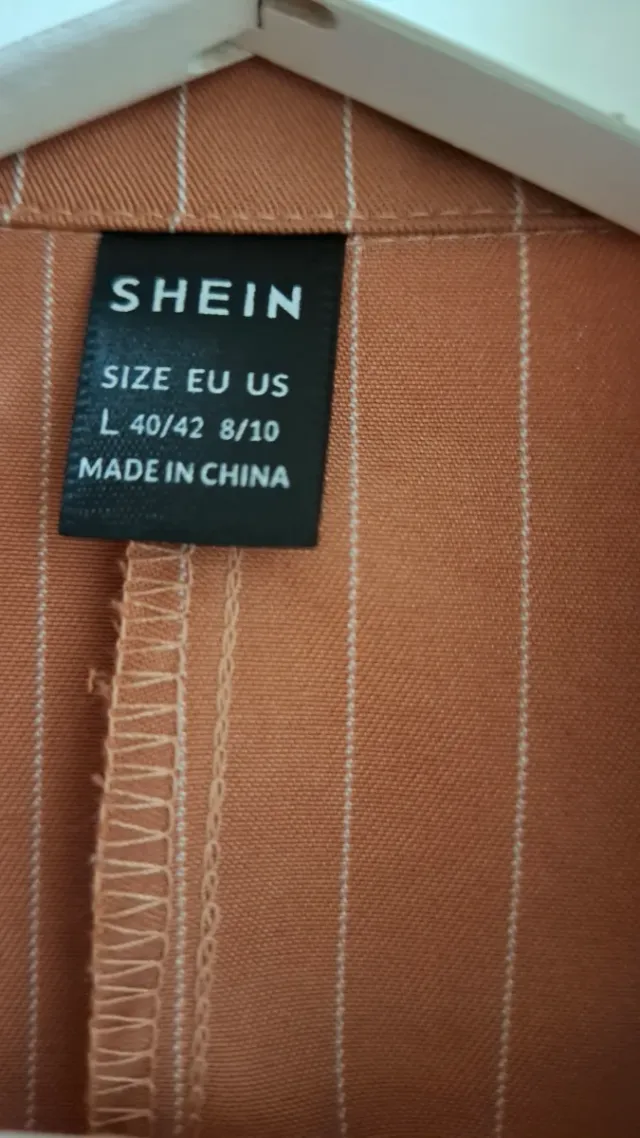 SHEIN
SIZE EU US
L 40/42 8/10
MADE IN CHINA